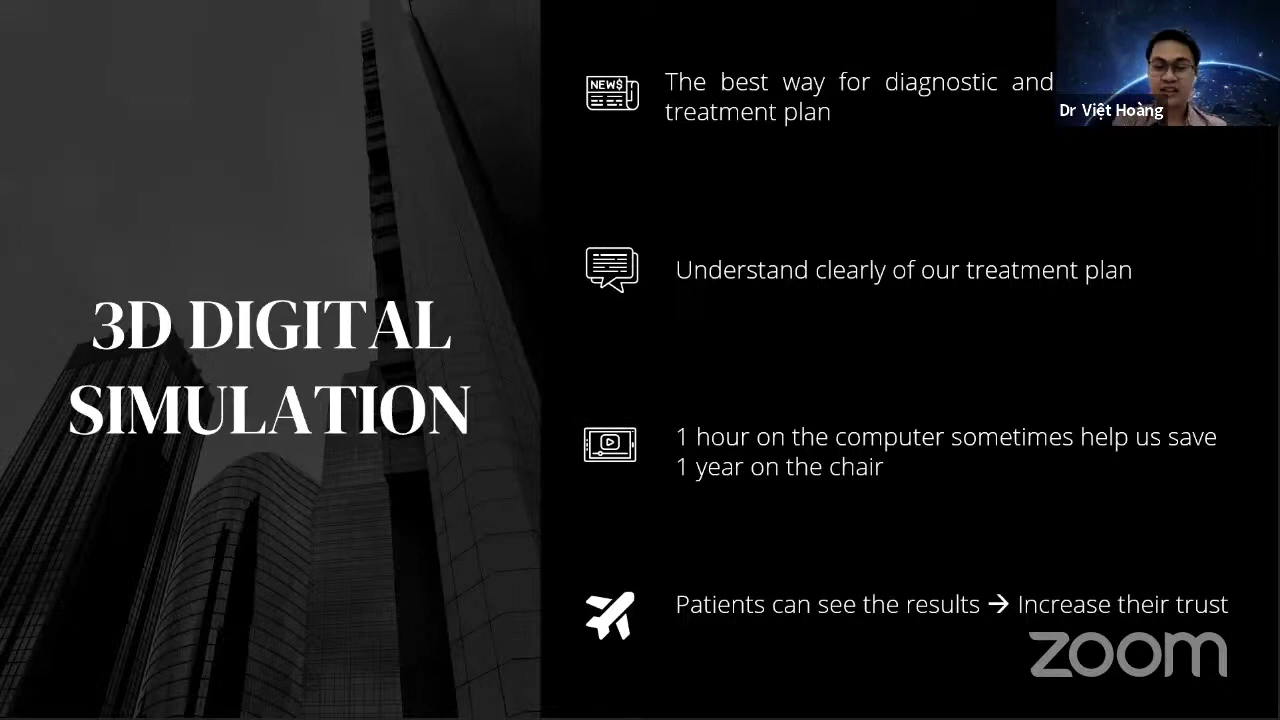 3D DIGITAL
SIMULATION
NEW$
The best way for diagnostic and
treatment plan
Dr Việt Hoàng
Understand clearly of our treatment plan
1 hour on the computer sometimes help us save
1 year on the chair
Patients can see the results → Increase their trust
zoom